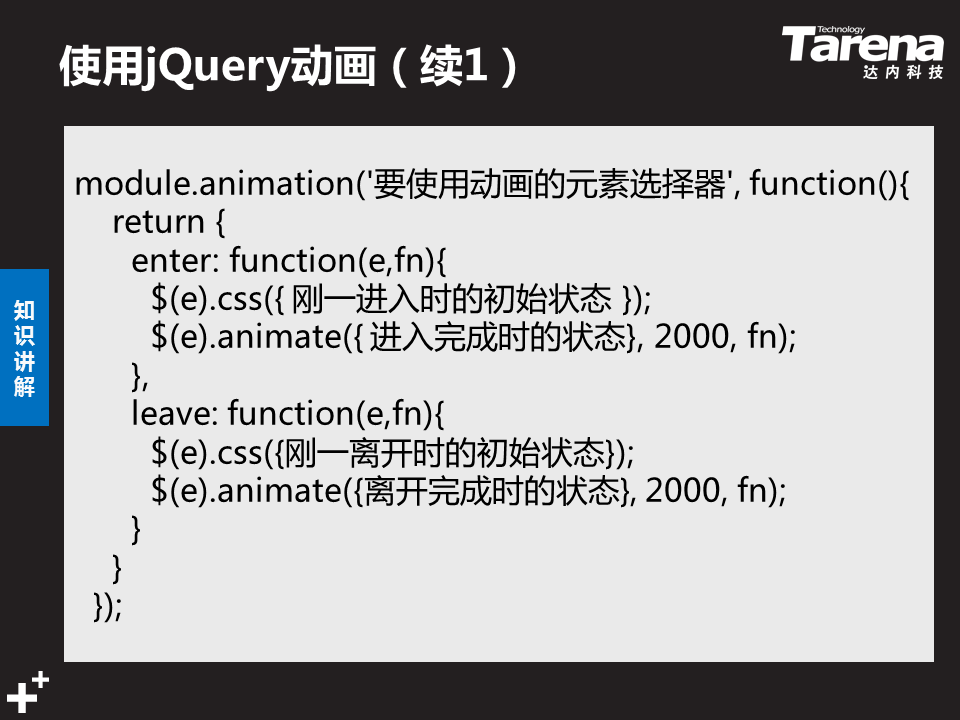 使用jQuery动画（续1）
Technology
Tarena
达内科技
module.animation('要使用动画的元素选择器', function(){
return {
enter: function(e,fn){
$(e).css({ 刚一进入时的初始状态 });
$(e).animate({ 进入完成时的状态}, 2000, fn);
},
leave: function(e,fn){
$(e).css({刚一离开时的初始状态});
$(e).animate({离开完成时的状态}, 2000, fn);
}
}
});
知
识
讲
解